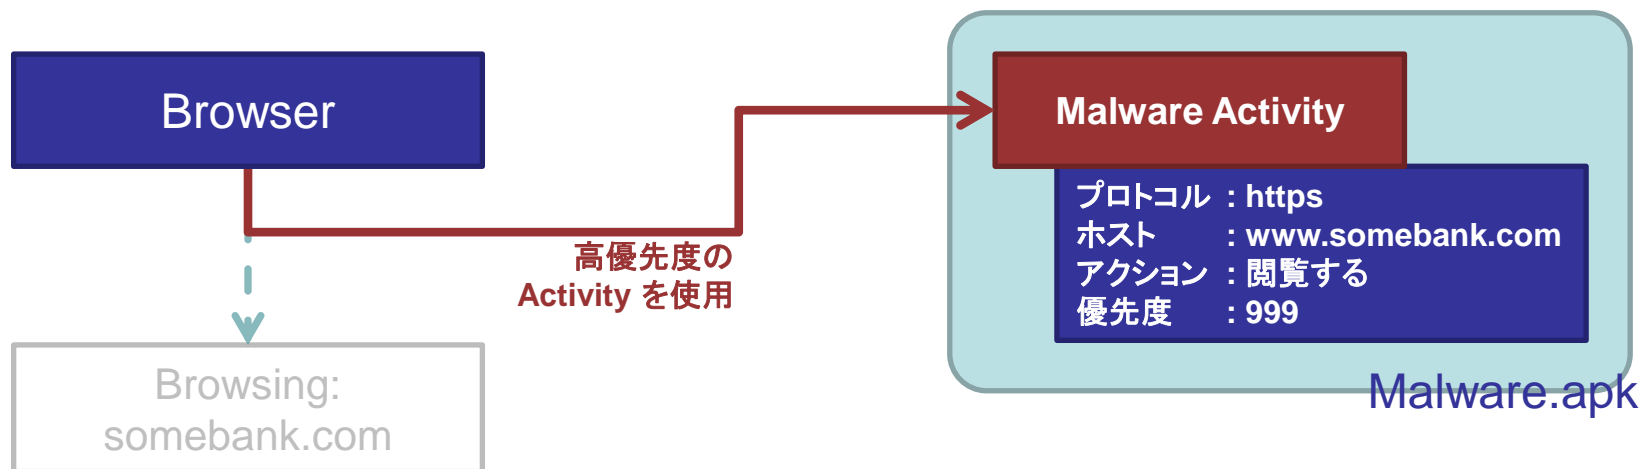 Browser
Malware Activity
プロトコル : https
ホスト : www.somebank.com
アクション : 閲覧する
優先度 : 999
高優先度の
Activity を使用
Malware.apk
Browsing:
somebank.com